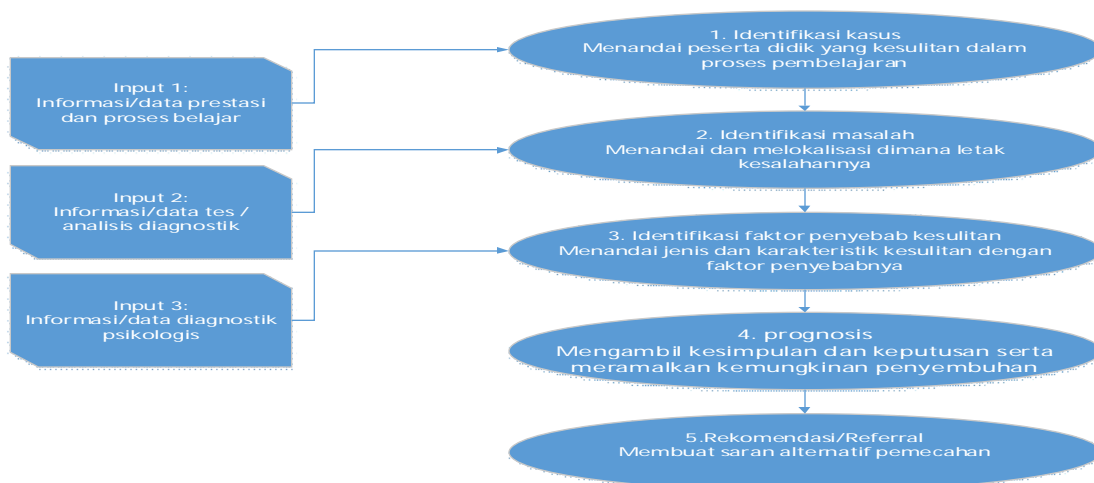 Input 1:
Informasi/data prestasi
dan proses belajar
Input 2:
Informasi/data tes /
analisis diagnostik
Input 3:
Informasi/data diagnostik
psikologis
1. Identifikasi kasus
Menandai peserta didik yang kesulitan dalam
proses pembelajaran
2. Identifikasi masalah
Menandai dan melokalisasi dimana letak
kesalahannya
3. Identifikasi faktor penyebab kesulitan
Menandai jenis dan karakteristik kesulitan dengan
faktor penyebabnya
4. prognosis
Mengambil kesimpulan dan keputusan serta
meramalkan kemungkinan penyembuhan
5.Rekomendasi/Referral
Membuat saran alternatif pemecahan